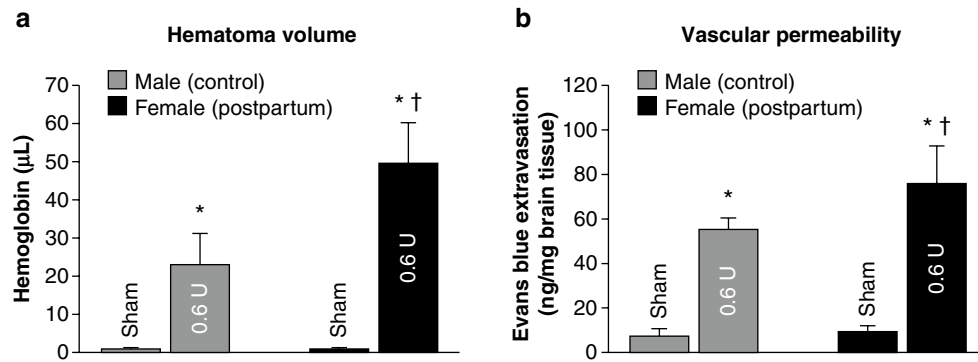 a
Hematoma volume
Male (control)
Female (postpartum)
Hemoglobin (µL)
70
60
50
40
30
20
10
0
Sham
*
0.6 U
Sham
* †
0.6 U
b
Vascular permeability
Male (control)
Female (postpartum)
Evans blue extravasation
(ng/mg brain tissue)
120
100
80
60
40
20
0
Sham
*
0.6 U
Sham
* †
0.6 U